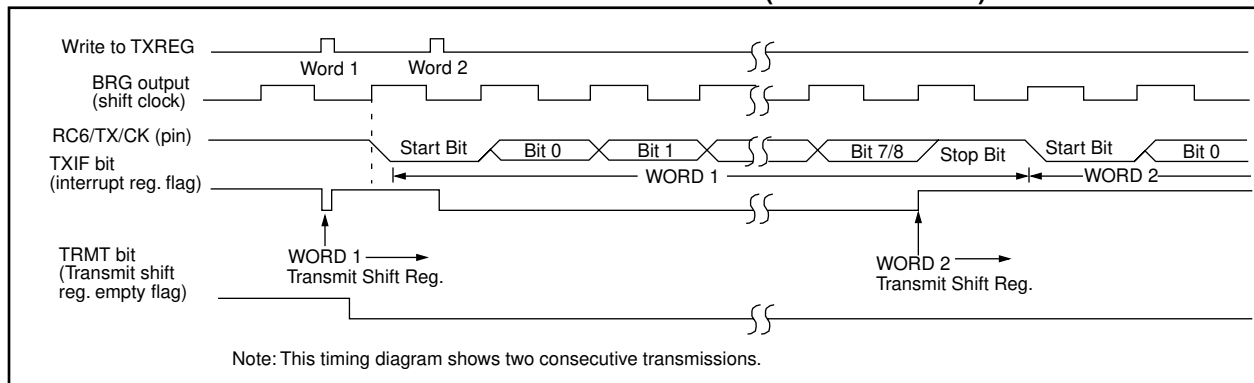 Write to TXREG
Word 1
Word 2
BRG output
(shift clock)
RC6/TX/CK (pin)
Start Bit
Bit 0
Bit 1
Bit 7/8
Stop Bit
Start Bit
Bit 0
TXIF bit
(interrupt reg. flag)
WORD 1
WORD 2
TRMT bit
(Transmit shift
reg. empty flag)
WORD 1
Transmit Shift Reg.
WORD 2
Transmit Shift Reg.
Note: This timing diagram shows two consecutive transmissions.